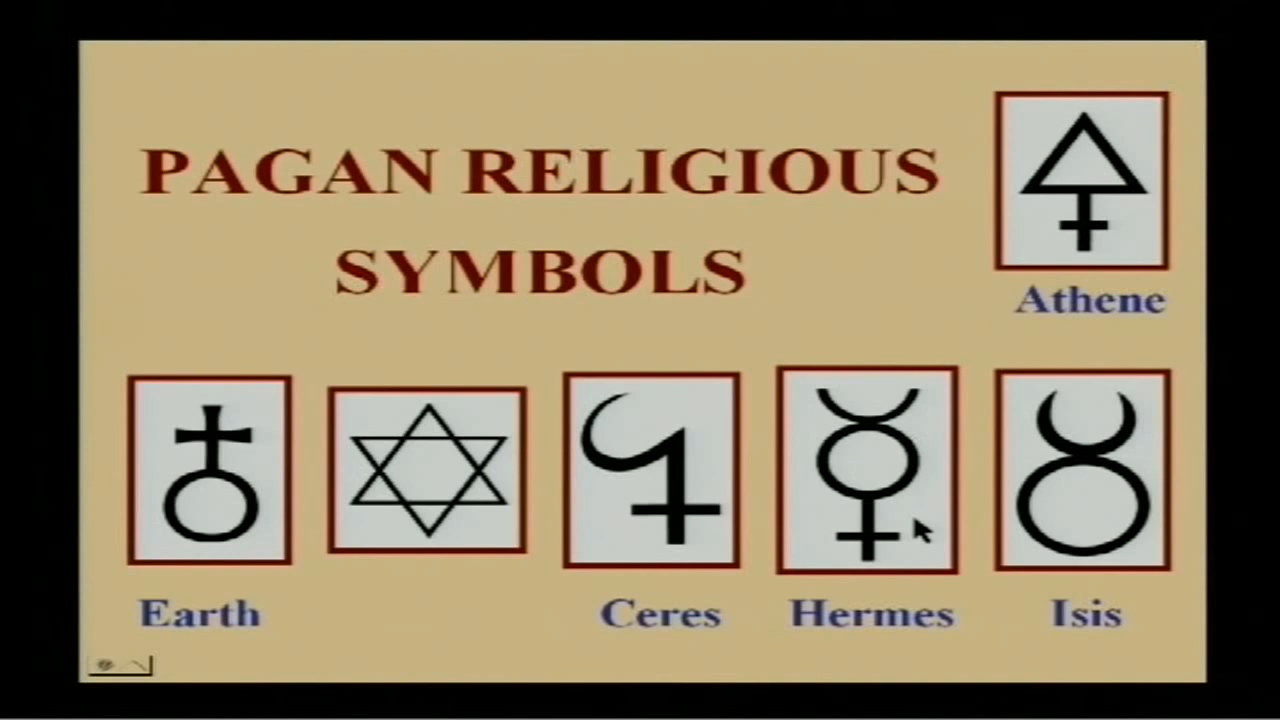 PAGAN RELIGIOUS
SYMBOLS
Athene
Earth
Ceres
Hermes
Isis